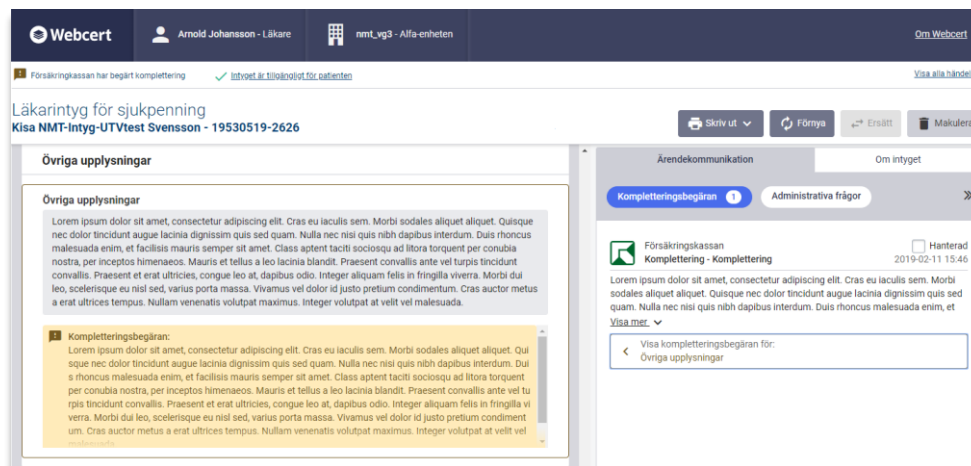 Webcert
Arnold Johansson - Läkare
nmt_vg3 - Alfa-enheten
Om Webcert
Försäkringkassan har begärt komplettering
Intyget är tillgängligt för patienten
Visa alla händel
Läkarintyg för sjukpenning
Kisa NMT-Intyg-UTVtest Svensson - 19530519-2626
Skriv ut
Förnya
Ersätt
Makulera
Övriga upplysningar
Övriga upplysningar
Lorem ipsum dolor sit amet, consectetur adipiscing elit. Cras eu iaculis sem. Morbi sodales aliquet aliquet. Quisque
nec dolor tincidunt augue lacinia dignissim quis sed quam. Nulla nec nisi quis nibh dapibus interdum. Duis rhoncus
malesuada enim, et facilisis mauris semper sit amet. Class aptent taciti sociosqu ad litora torquent per conubia
nostra, per inceptos himenaeos. Mauris et tellus a leo lacinia blandit. Praesent convallis ante vel turpis tincidunt
convallis. Praesent et erat ultricies, congue leo at, dapibus odio. Integer aliquam felis in fringilla viverra. Morbi dui
leo, scelerisque eu nisl sed, varius porta massa. Vivamus vel dolor id justo pretium condimentum. Cras auctor metus
a erat ultrices tempus. Nullam venenatis volutpat maximus. Integer volutpat at velit vel malesuada.
Kompletteringsbegäran:
Lorem ipsum dolor sit amet, consectetur adipiscing elit. Cras eu iaculis sem. Morbi sodales aliquet aliquet. Qui
sque nec dolor tincidunt augue lacinia dignissim quis sed quam. Nulla nec nisi quis nibh dapibus interdum. Dui
s rhoncus malesuada enim, et facilisis mauris semper sit amet. Class aptent taciti sociosqu ad litora torquent
per conubia nostra, per inceptos himenaeos. Mauris et tellus a leo lacinia blandit. Praesent convallis ante vel tu
rpis tincidunt convallis. Praesent et erat ultricies, congue leo at, dapibus odio. Integer aliquam felis in fringilla vi
verra. Morbi dui leo, scelerisque eu nisl sed, varius porta massa. Vivamus vel dolor id justo pretium condiment
um. Cras auctor metus a erat ultrices tempus. Nullam venenatis volutpat maximus. Integer volutpat at velit vel
malesuada
Ärendekommunikation
Om intyget
Kompletteringsbegäran 1
Administrativa frågor
Försäkringskassan
Hanterad
Komplettering - Komplettering
2019-02-11 15:46
Lorem ipsum dolor sit amet, consectetur adipiscing elit. Cras eu iaculis sem. Morbi
sodales aliquet aliquet. Quisque nec dolor tincidunt augue lacinia dignissim quis sed
quam. Nulla nec nisi quis nibh dapibus interdum. Duis rhoncus malesuada enim, et
Visa mer
Visa kompletteringsbegäran för:
Övriga upplysningar